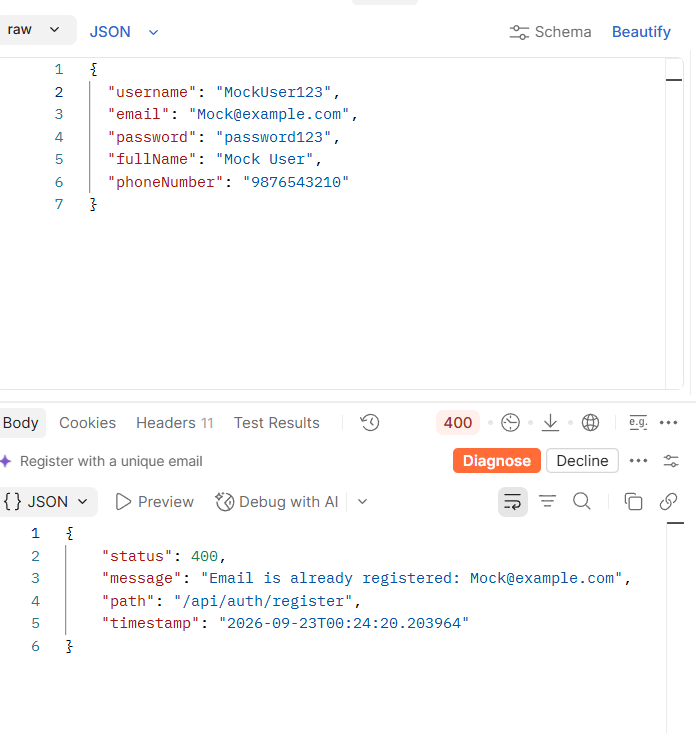 raw JSON Schema Beautify
1 {
2 "username": "MockUser123",
3 "email": "Mock@example.com",
4 "password": "password123",
5 "fullName": "Mock User",
6 "phoneNumber": "9876543210"
7 }
Body Cookies Headers 11 Test Results 400 e.g.
Register with a unique email Diagnose Decline
{} JSON Preview Debug with AI
1 {
2 "status": 400,
3 "message": "Email is already registered: Mock@example.com",
4 "path": "/api/auth/register",
5 "timestamp": "2026-09-23T00:24:20.203964"
6 }